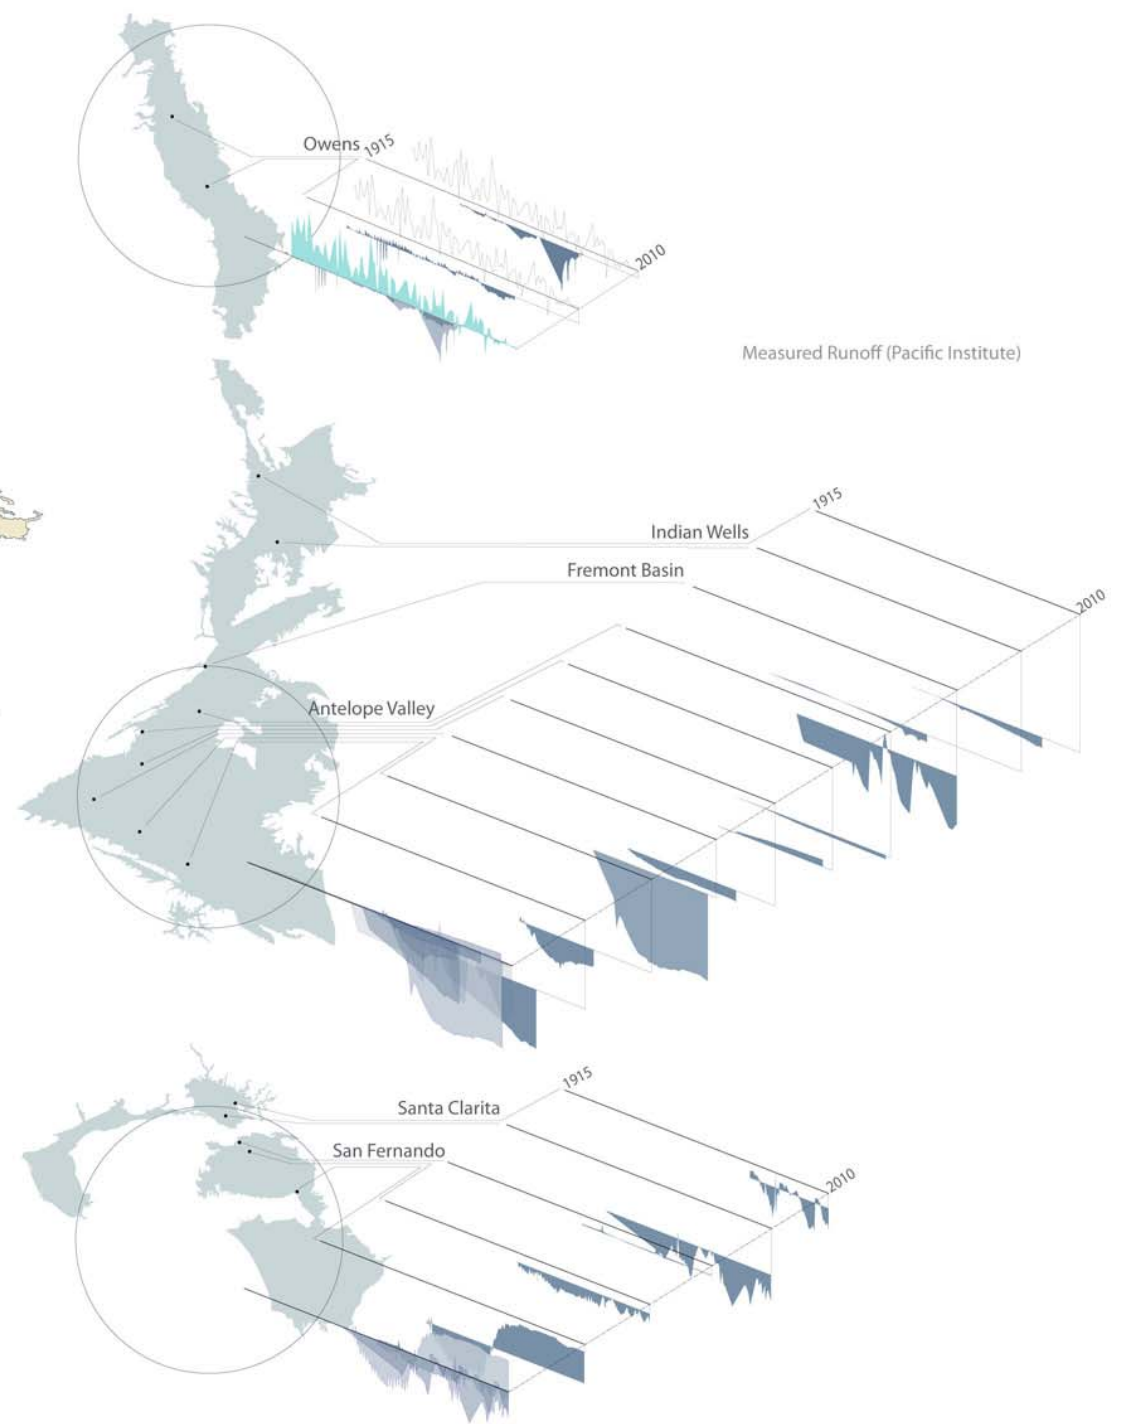 Owens
1915
2010
Measured Runoff (Pacific Institute)
1915
Indian Wells
Fremont Basin
2010
Antelope Valley
1915
Santa Clarita
San Fernando
2010